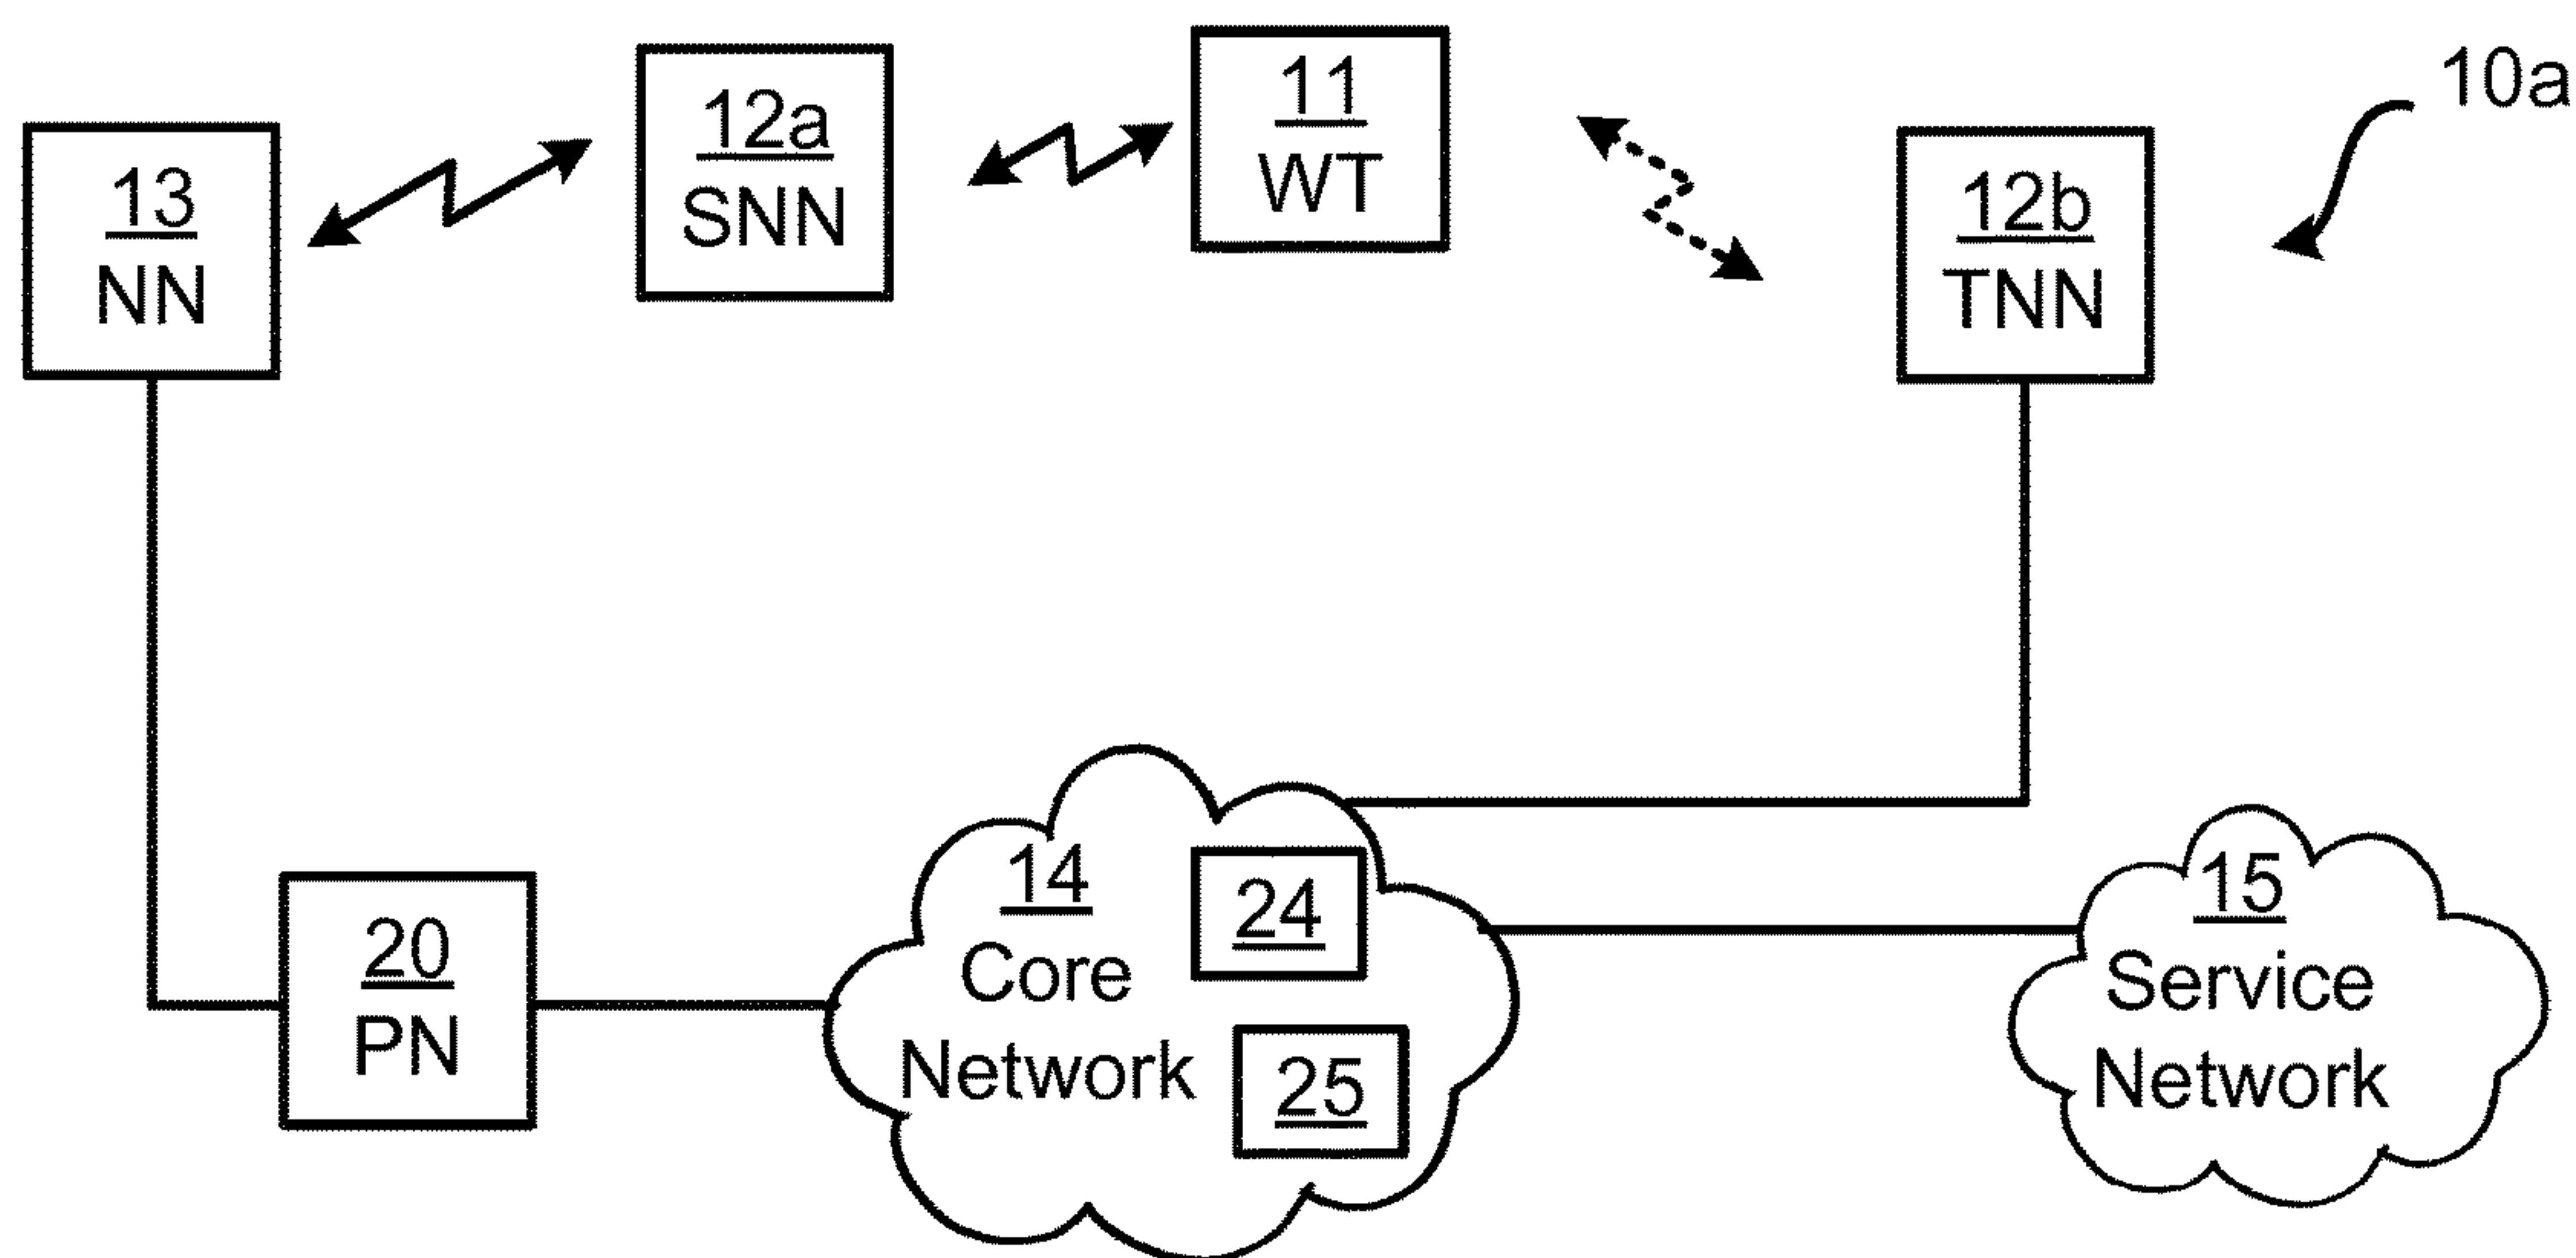 10a
13
NN
12a
SNN
11
WT
12b
TNN
20
PN
14
Core
Network
24
25
15
Service
Network